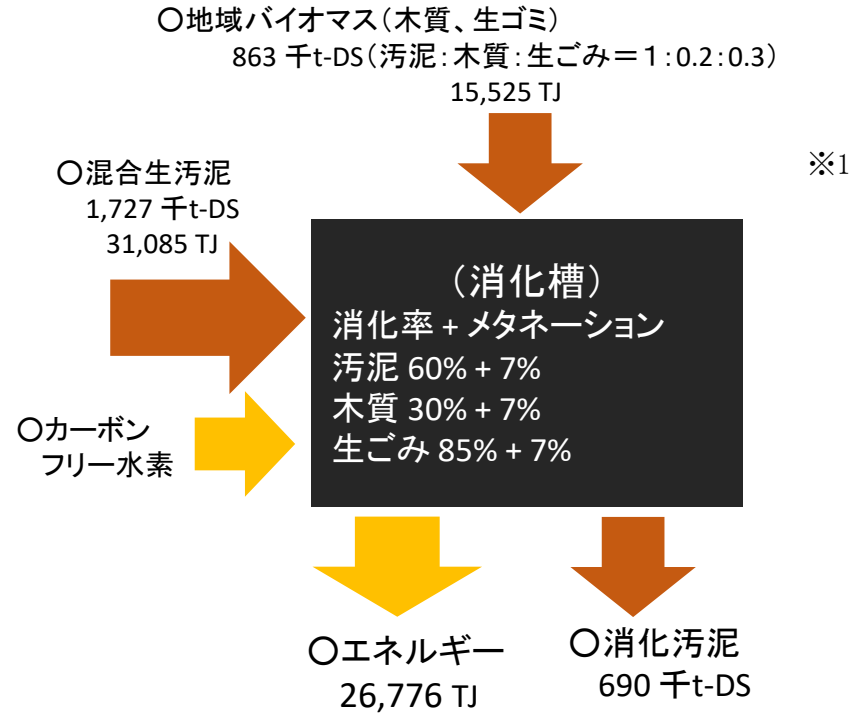 〇地域バイオマス(木質、生ゴミ)
863 千t-DS(汚泥:木質:生ごみ=1:0.2:0.3)
15,525 TJ
※1
〇混合生汚泥
1,727 千t-DS
31,085 TJ
(消化槽)
消化率 + メタネーション
汚泥 60% + 7%
木質 30% + 7%
生ごみ 85% + 7%
〇カーボン
フリー水素
〇エネルギー
26,776 TJ
〇消化汚泥
690 千t-DS